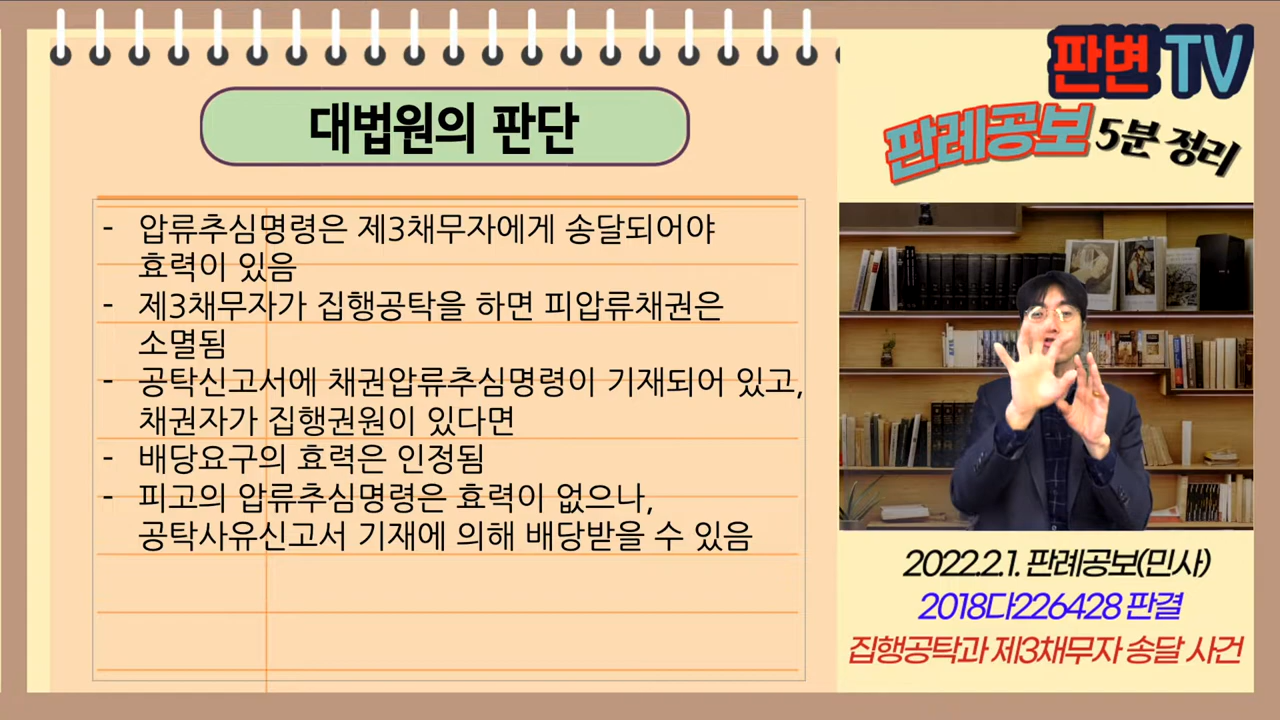 대법원의 판단
- 압류추심명령은 제3채무자에게 송달되어야
효력이 있음
- 제3채무자가 집행공탁을 하면 피압류채권은
소멸됨
- 공탁신고서에 채권압류추심명령이 기재되어 있고,
채권자가 집행권원이 있다면
- 배당요구의 효력은 인정됨
- 피고의 압류추심명령은 효력이 없으나,
공탁사유신고서 기재에 의해 배당받을 수 있음
판변 TV
판례공보 5분 정리
2022.2.1. 판례공보(민사)
2018다226428 판결
집행공탁과 제3채무자 송달 사건